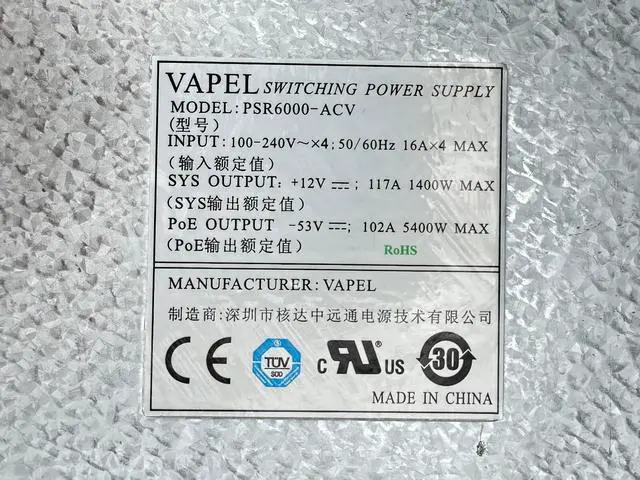 VAPEL SWITCHING POWER SUPPLY
MODEL: PSR6000-ACV
(型号)
INPUT: 100-240V~×4; 50/60Hz 16A×4 MAX
(输入额定值)
SYS OUTPUT: +12V ⎓; 117A 1400W MAX
(SYS输出额定值)
PoE OUTPUT -53V ⎓; 102A 5400W MAX
(PoE输出额定值) RoHS
MANUFACTURER: VAPEL
制造商:深圳市核达中远通电源技术有限公司
CE TÜV SÜD c RU US 30
MADE IN CHINA